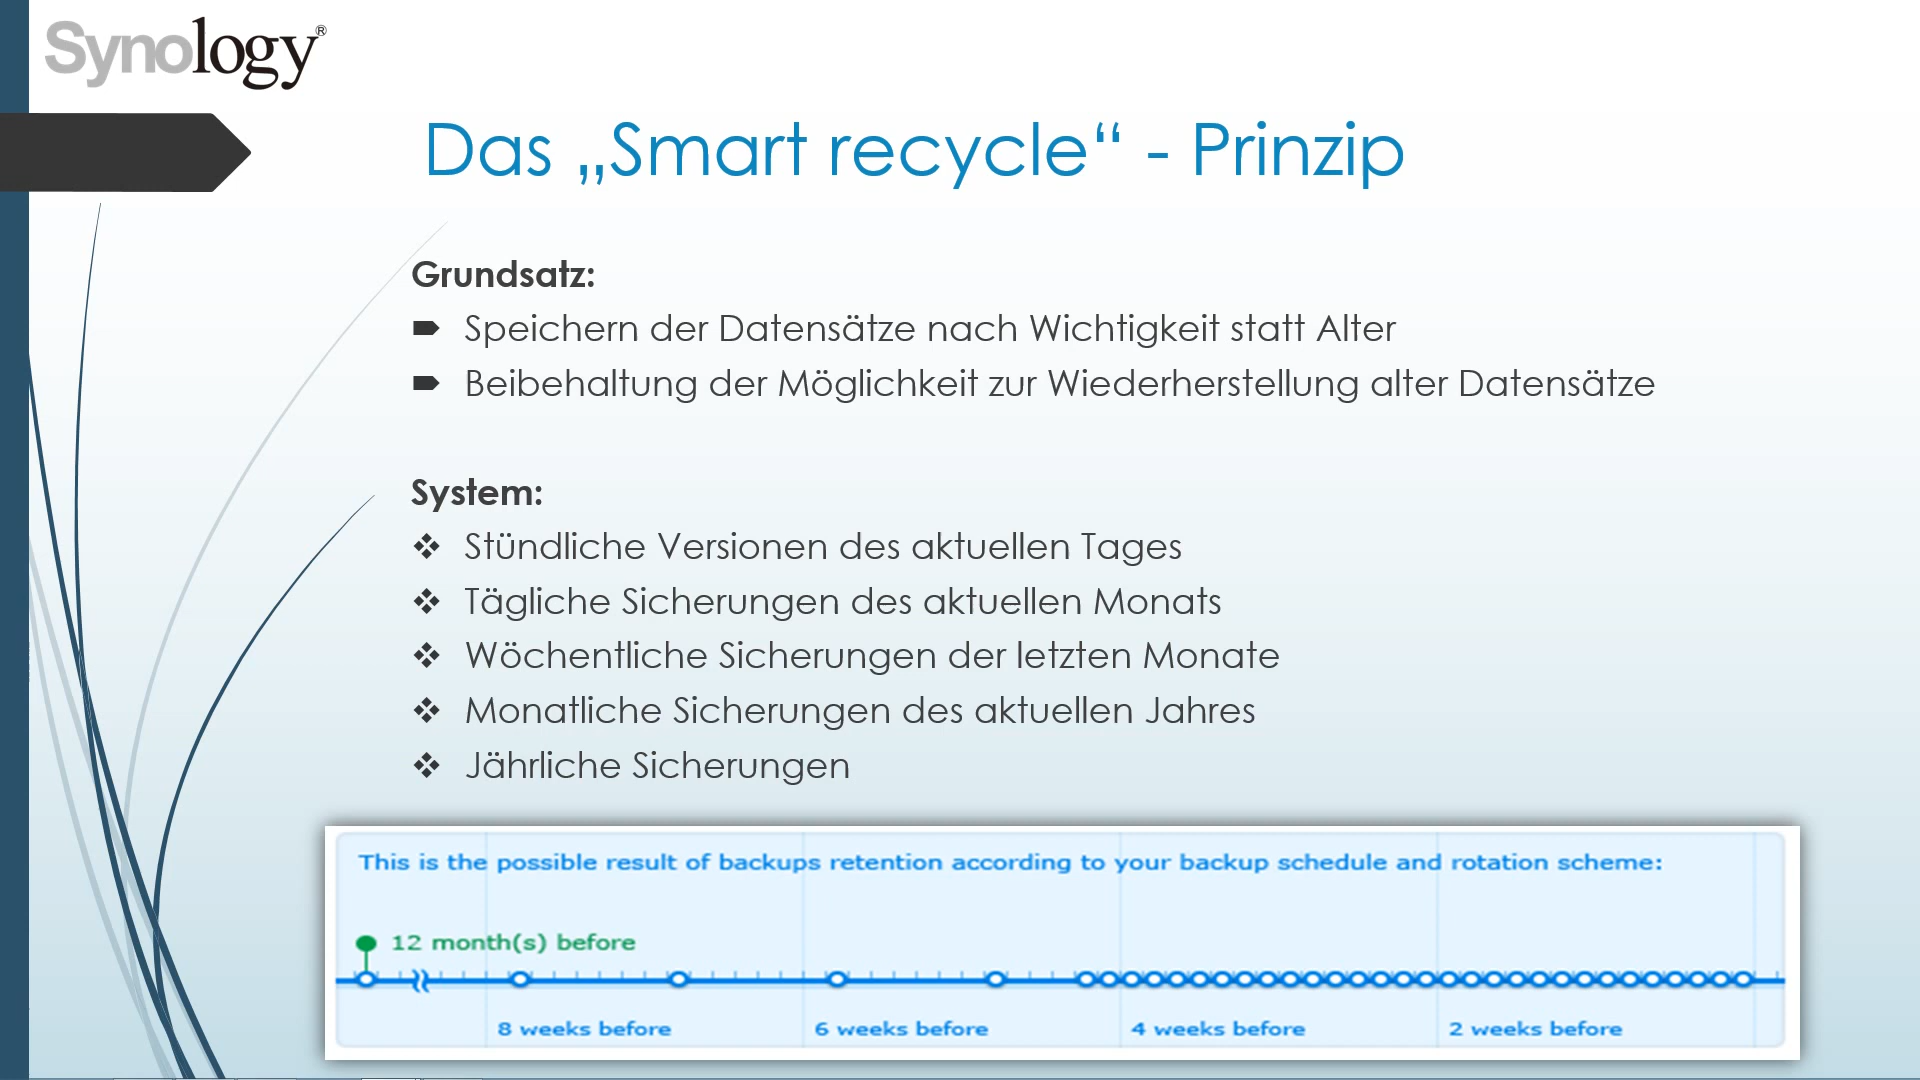 Synology®
Das „Smart recycle“ - Prinzip
Grundsatz:
Speichern der Datensätze nach Wichtigkeit statt Alter
Beibehaltung der Möglichkeit zur Wiederherstellung alter Datensätze
System:
Stündliche Versionen des aktuellen Tages
Tägliche Sicherungen des aktuellen Monats
Wöchentliche Sicherungen der letzten Monate
Monatliche Sicherungen des aktuellen Jahres
Jährliche Sicherungen
This is the possible result of backups retention according to your backup schedule and rotation scheme:
12 month(s) before
8 weeks before 6 weeks before 4 weeks before 2 weeks before